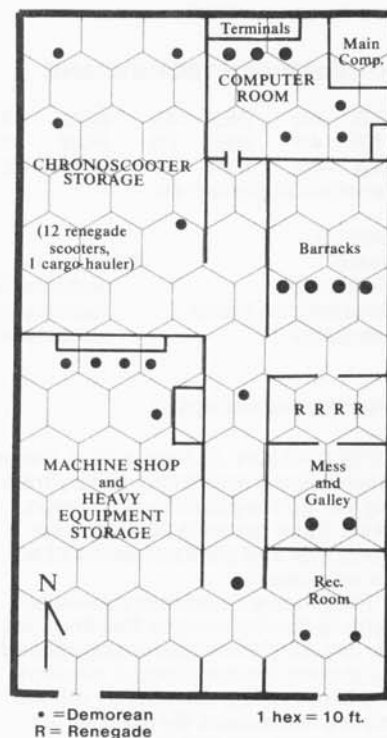 Terminals
Main
Comp.
COMPUTER
ROOM
CHRONOSCOOTER
STORAGE
(12 renegade
scooters,
1 cargo-hauler)
Barracks
R R R R
MACHINE SHOP
and
HEAVY
EQUIPMENT
STORAGE
Mess
and
Galley
N
Rec.
Room
• = Demorean
R = Renegade
1 hex = 10 ft.